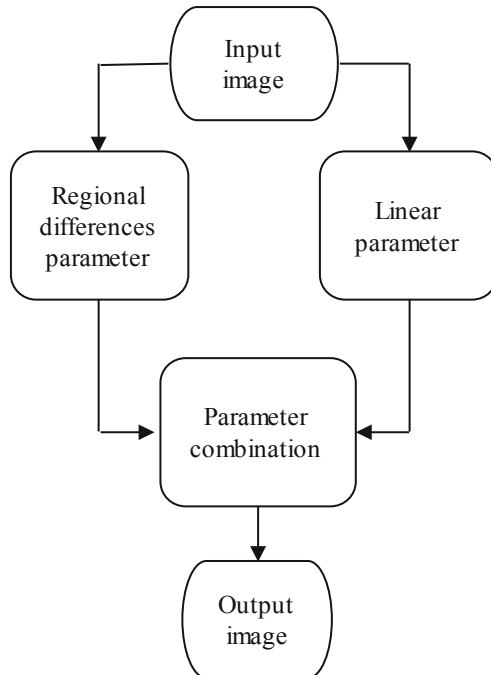 Input
image
Regional
differences
parameter
Linear
parameter
Parameter
combination
Output
image